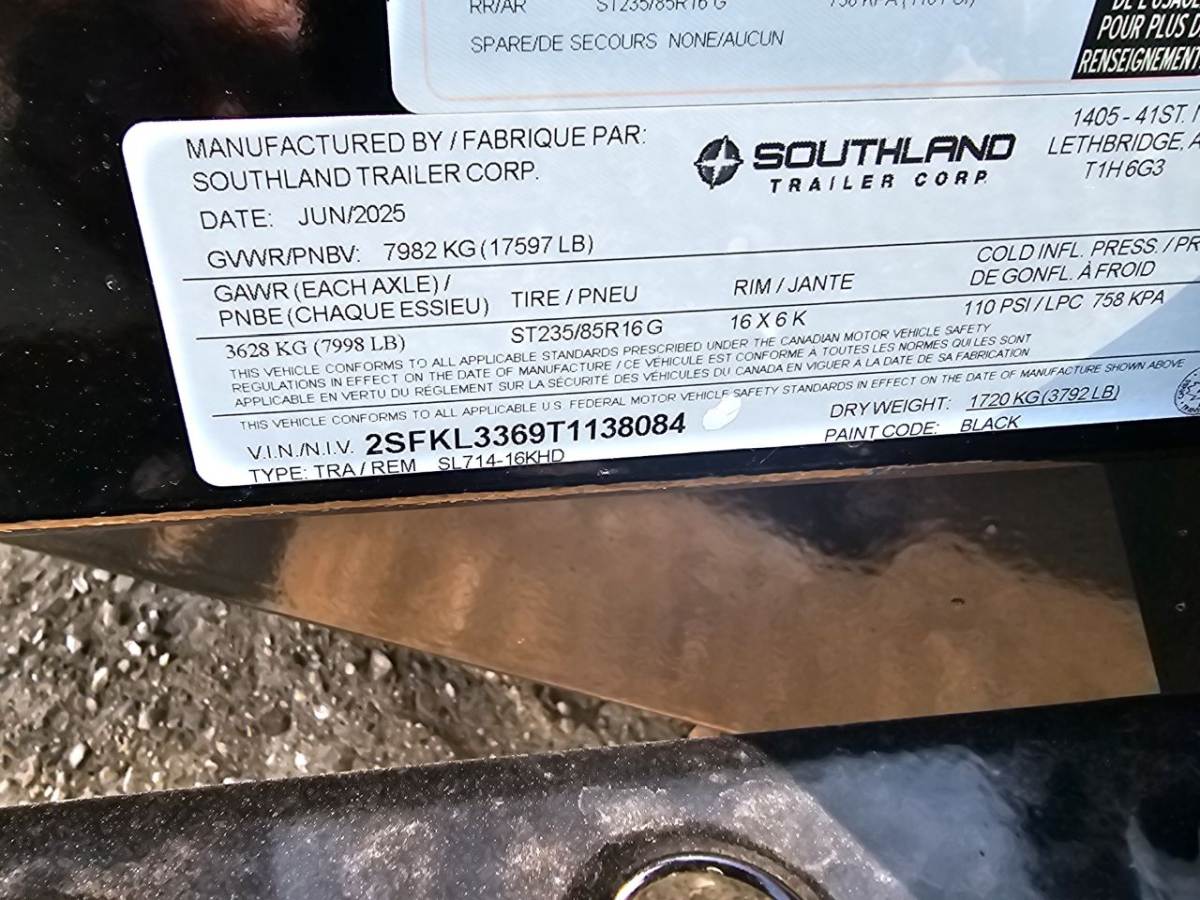 RR/AR ST235/85R16 G 758 KPA (110 PSI)
SPARE/DE SECOURS NONE/AUCUN
DE L'USAGE
POUR PLUS D
RENSEIGNEMENT
MANUFACTURED BY / FABRIQUE PAR:
SOUTHLAND TRAILER CORP.
SOUTHLAND
TRAILER CORP.
1405 - 41ST.
LETHBRIDGE, A
T1H 6G3
DATE: JUN/2025
GVWR/PNBV: 7982 KG (17597 LB)
GAWR (EACH AXLE) /
PNBE (CHAQUE ESSIEU)
TIRE / PNEU
RIM / JANTE
COLD INFL. PRESS. / PR
DE GONFL. À FROID
3628 KG (7998 LB) ST235/85R16 G 16 X 6 K 110 PSI / LPC 758 KPA
THIS VEHICLE CONFORMS TO ALL APPLICABLE STANDARDS PRESCRIBED UNDER THE CANADIAN MOTOR VEHICLE SAFETY
REGULATIONS IN EFFECT ON THE DATE OF MANUFACTURE / CE VÉHICULE EST CONFORME À TOUTES LES NORMES QUI LES SONT
APPLICABLE EN VERTU DU RÉGLEMENT SUR LA SÉCURITÉ DES VÉHICULES DU CANADA EN VIGUER À LA DATE DE SA FABRICATION
THIS VEHICLE CONFORMS TO ALL APPLICABLE U.S. FEDERAL MOTOR VEHICLE SAFETY STANDARDS IN EFFECT ON THE DATE OF MANUFACTURE SHOWN ABOVE
V.I.N./N.I.V. 2SFKL3369T1138084
DRY WEIGHT: 1720 KG (3792 LB)
TYPE: TRA / REM SL714-16KHD
PAINT CODE: BLACK